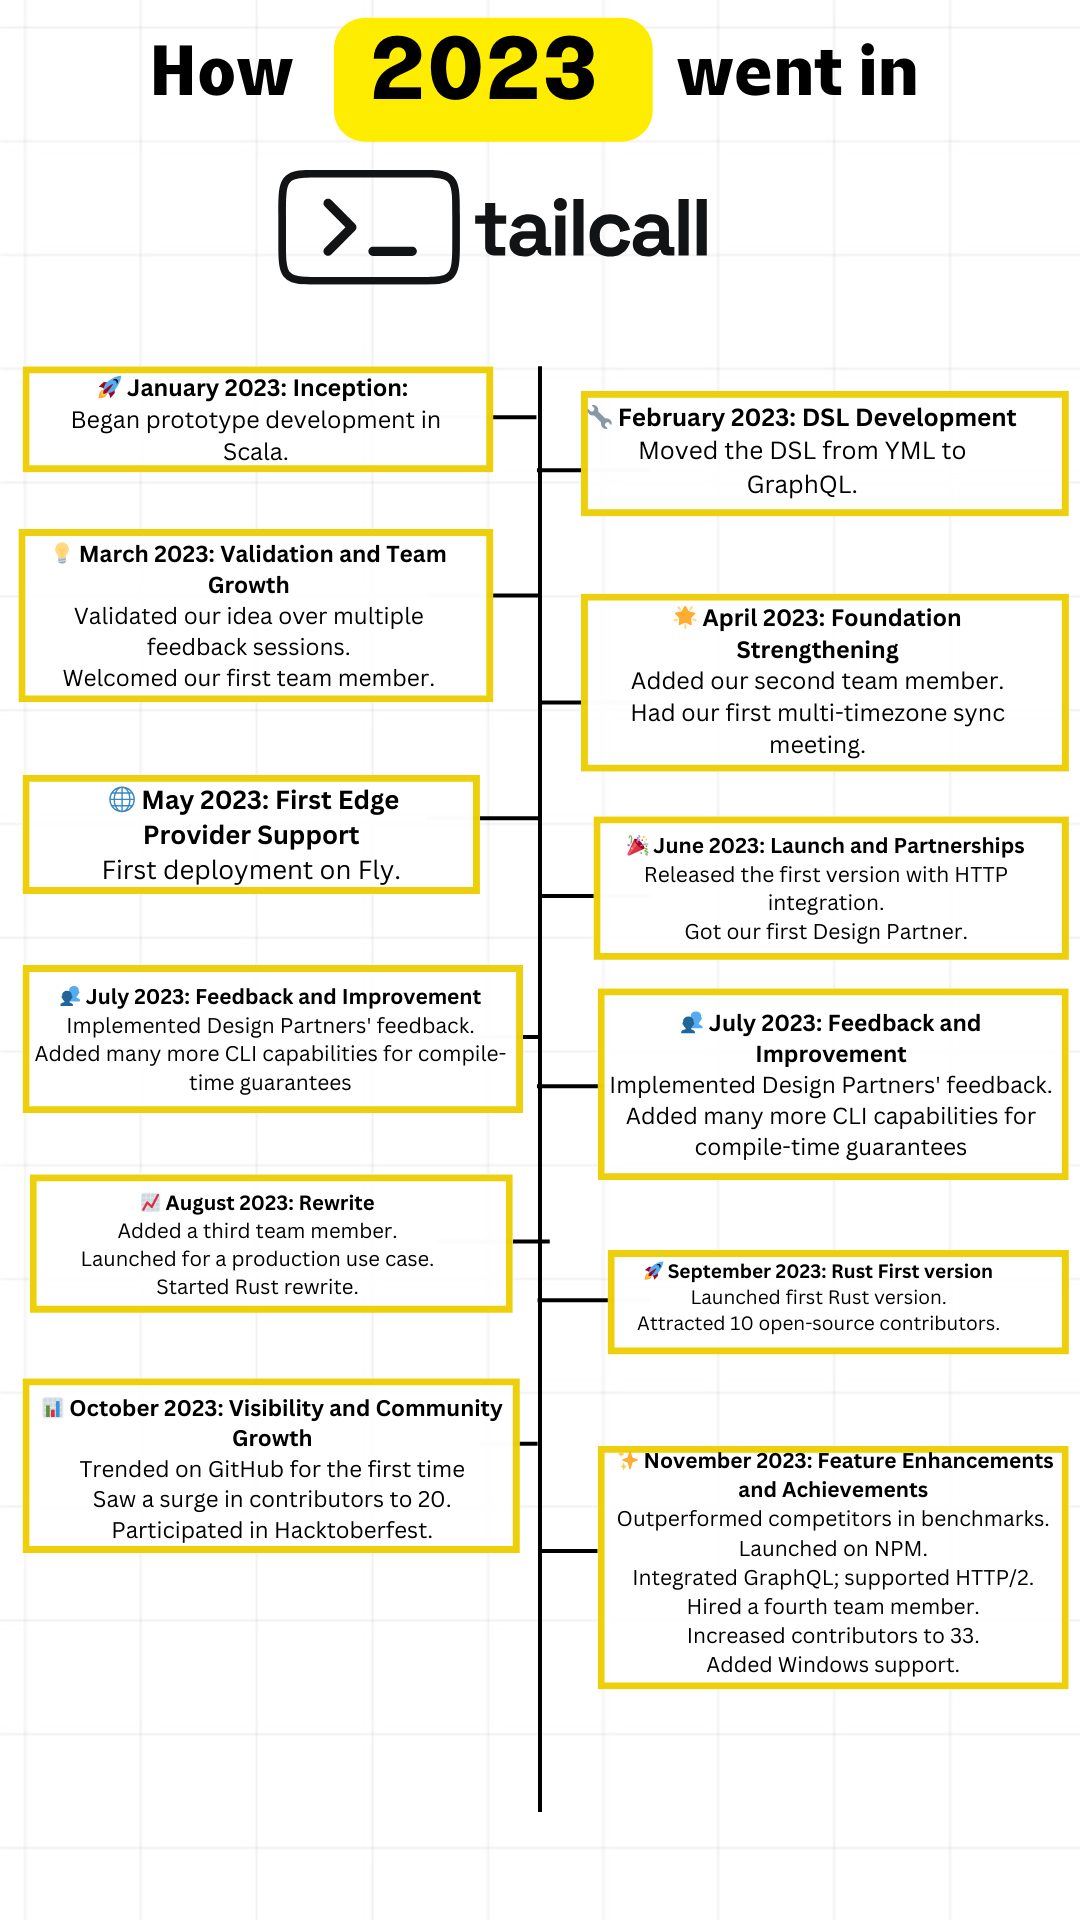 How 2023 went in
>_ tailcall
🚀 January 2023: Inception:
Began prototype development in
Scala.
🔧 February 2023: DSL Development
Moved the DSL from YML to
GraphQL.
💡 March 2023: Validation and Team
Growth
Validated our idea over multiple
feedback sessions.
Welcomed our first team member.
🌟 April 2023: Foundation
Strengthening
Added our second team member.
Had our first multi-timezone sync
meeting.
🌐 May 2023: First Edge
Provider Support
First deployment on Fly.
🎉 June 2023: Launch and Partnerships
Released the first version with HTTP
integration.
Got our first Design Partner.
👥 July 2023: Feedback and Improvement
Implemented Design Partners' feedback.
Added many more CLI capabilities for compile-
time guarantees
👥 July 2023: Feedback and
Improvement
Implemented Design Partners' feedback.
Added many more CLI capabilities for
compile-time guarantees
📈 August 2023: Rewrite
Added a third team member.
Launched for a production use case.
Started Rust rewrite.
🚀 September 2023: Rust First version
Launched first Rust version.
Attracted 10 open-source contributors.
📊 October 2023: Visibility and Community
Growth
Trended on GitHub for the first time
Saw a surge in contributors to 20.
Participated in Hacktoberfest.
✨ November 2023: Feature Enhancements
and Achievements
Outperformed competitors in benchmarks.
Launched on NPM.
Integrated GraphQL; supported HTTP/2.
Hired a fourth team member.
Increased contributors to 33.
Added Windows support.